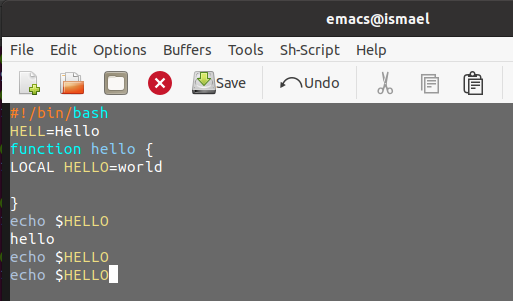 emacs@ismael
File Edit Options Buffers Tools Sh-Script Help
Save Undo
#!/bin/bash
HELL=Hello
function hello {
LOCAL HELLO=world
}
echo $HELLO
hello
echo $HELLO
echo $HELLO